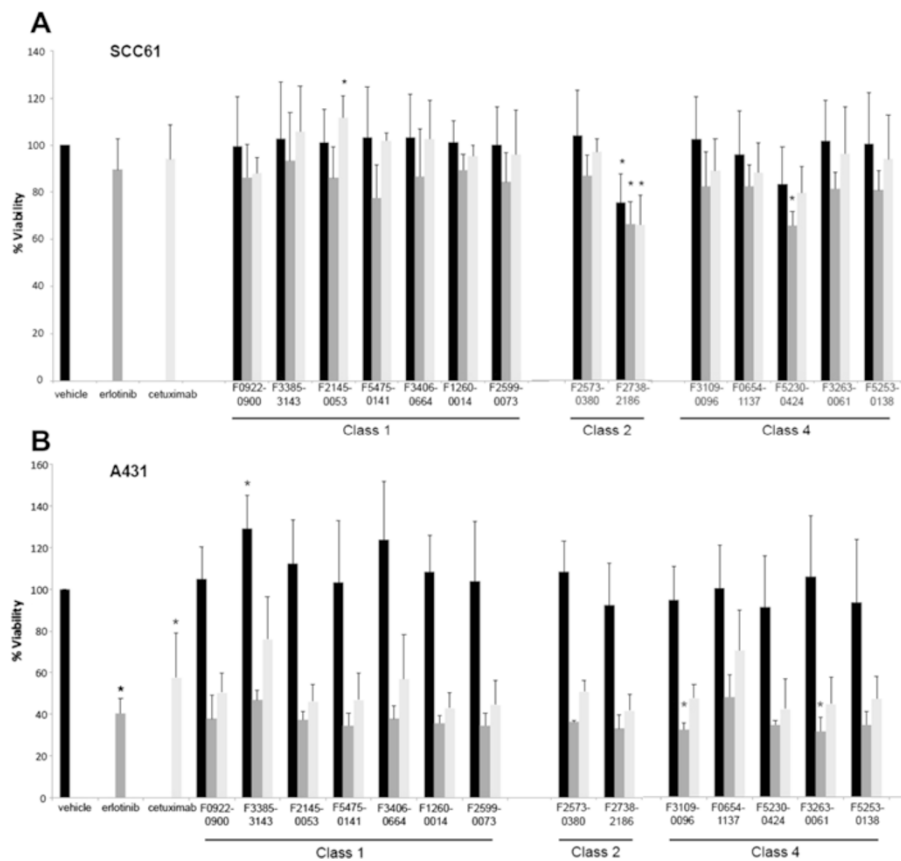 A
SCC61
140
120
100
80
60
40
20
0
% Viability
* * * * * *
vehicle erlotinib cetuximab
F0922- F3385- F2145- F5475- F3406- F1260- F2599- F2573- F2738- F3109- F0654- F5230- F3263- F5253-
0900 3143 0053 0141 0664 0014 0073 0380 2186 0096 1137 0424 0061 0138
Class 1 Class 2 Class 4
B
A431
160
140
120
100
80
60
40
20
0
% Viability
* * * * *
vehicle erlotinib cetuximab F0922- F3385- F2145- F5475- F3406- F1260- F2599- F2573- F2738- F3109- F0654- F5230- F3263- F5253-
0900 3143 0053 0141 0664 0014 0073 0380 2186 0096 1137 0424 0061 0138
Class 1 Class 2 Class 4